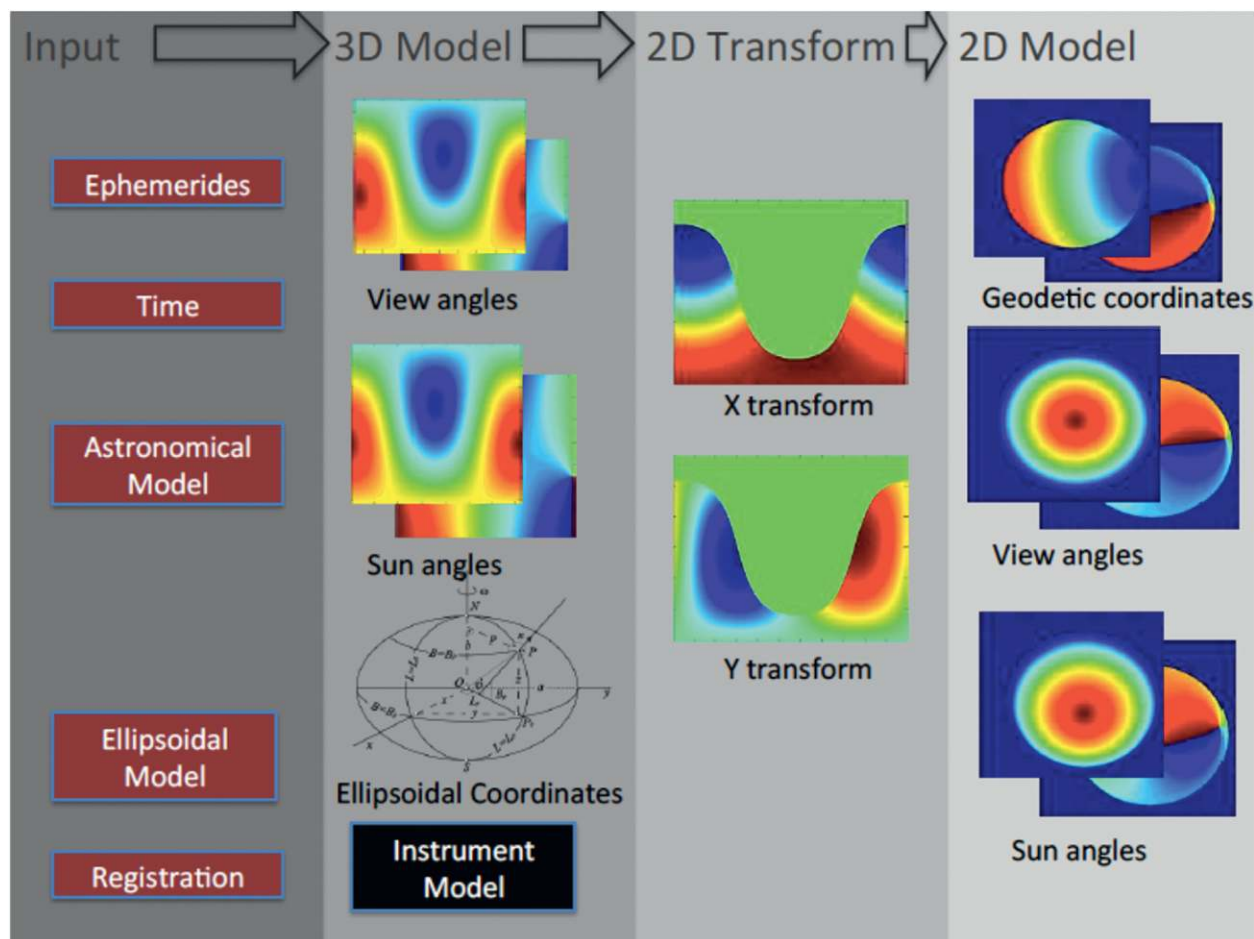 Input
3D Model
2D Transform
2D Model
Ephemerides
Time
Astronomical
Model
Ellipsoidal
Model
Registration
View angles
Sun angles
Ellipsoidal Coordinates
Instrument
Model
X transform
Y transform
Geodetic coordinates
View angles
Sun angles
N
P
S
x
y
a
b